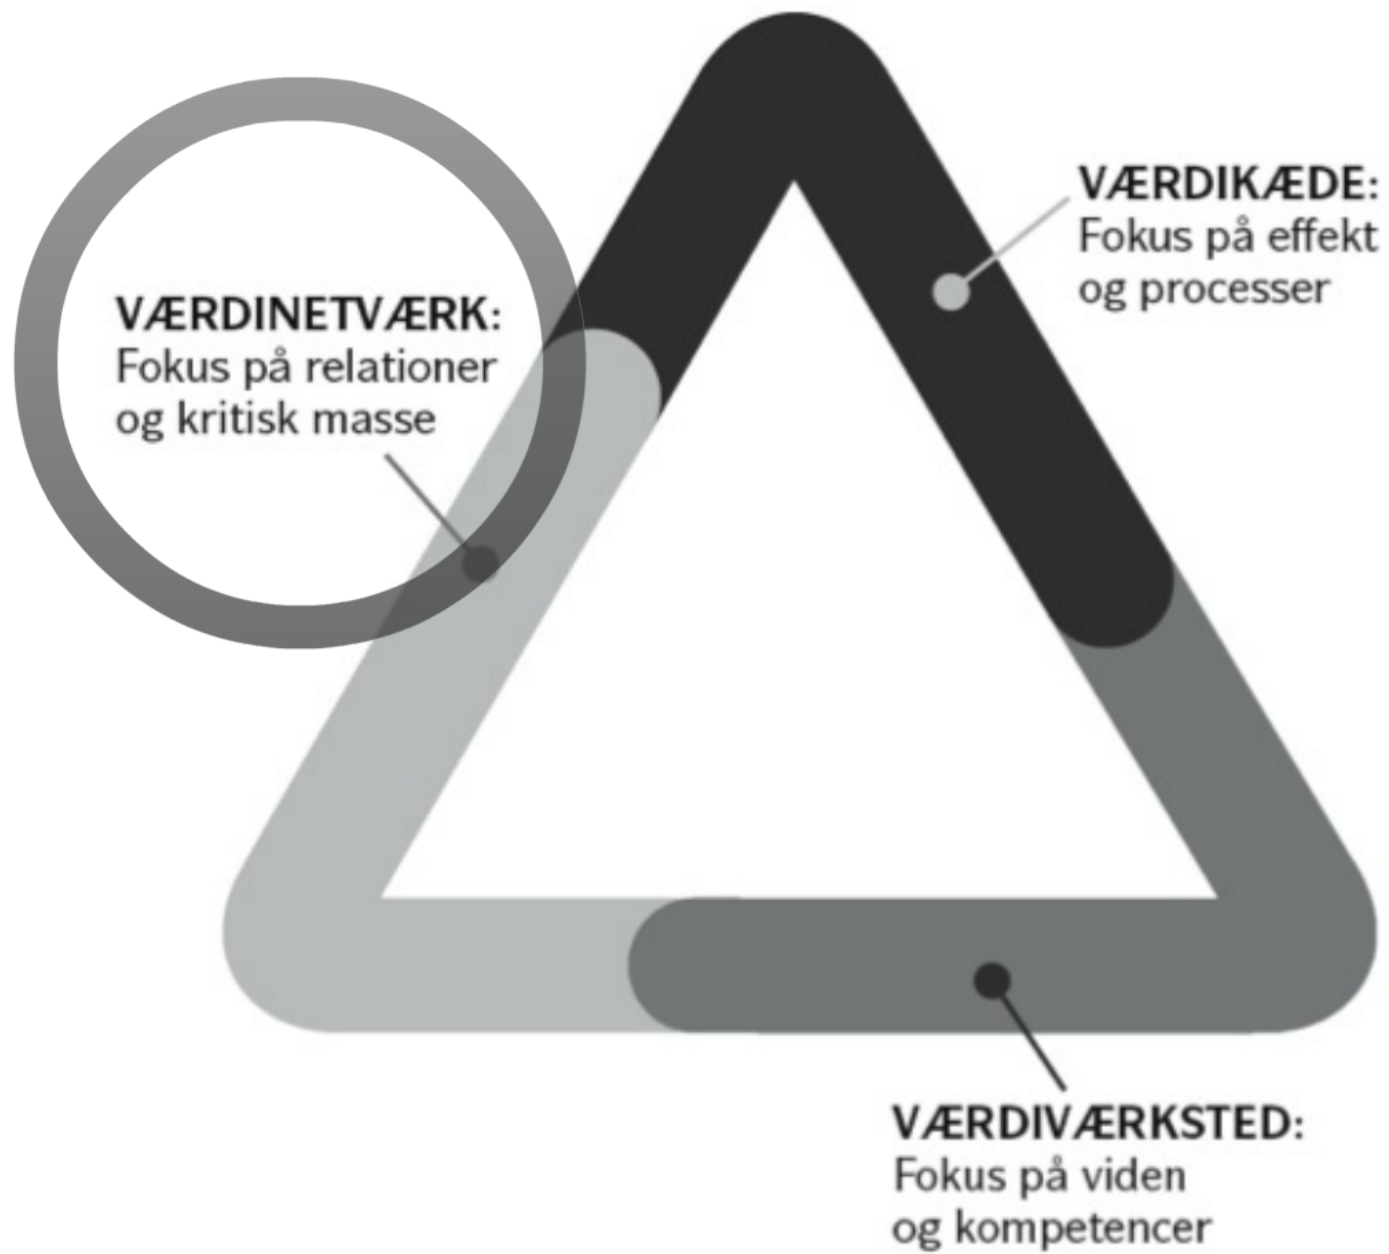 VÆRDIKÆDE:
Fokus på effekt
og processer
VÆRDINETVÆRK:
Fokus på relationer
og kritisk masse
VÆRDIVÆRKSTED:
Fokus på viden
og kompetencer